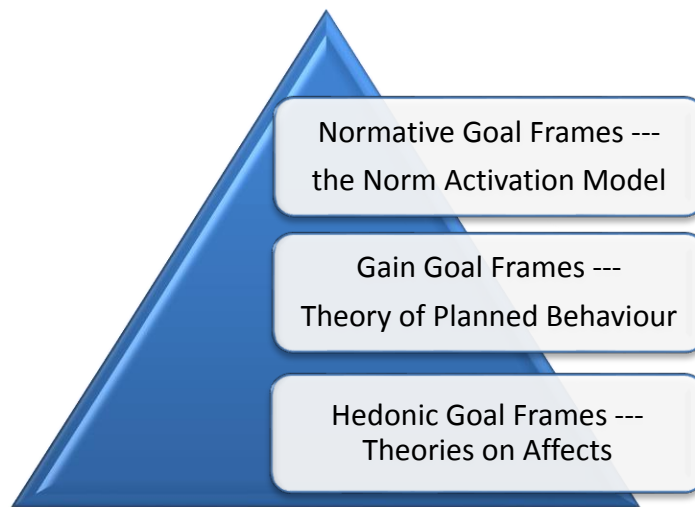 Normative Goal Frames ---
the Norm Activation Model
Gain Goal Frames ---
Theory of Planned Behaviour
Hedonic Goal Frames ---
Theories on Affects